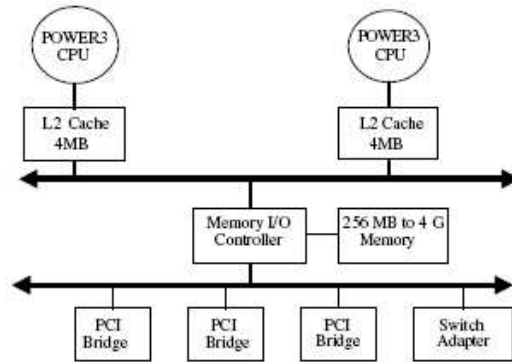 POWER3
CPU
POWER3
CPU
L2 Cache
4MB
L2 Cache
4MB
Memory I/O
Controller
256 MB to 4 G
Memory
PCI
Bridge
PCI
Bridge
PCI
Bridge
Switch
Adapter